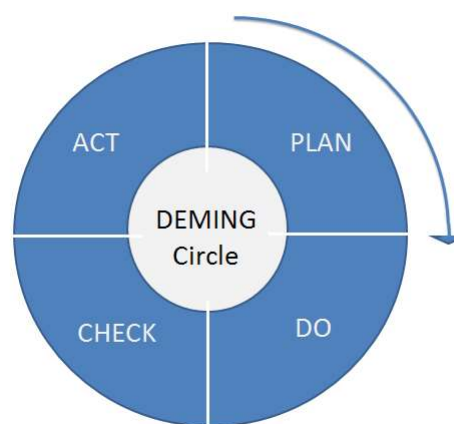 ACT
PLAN
DEMING
Circle
CHECK
DO